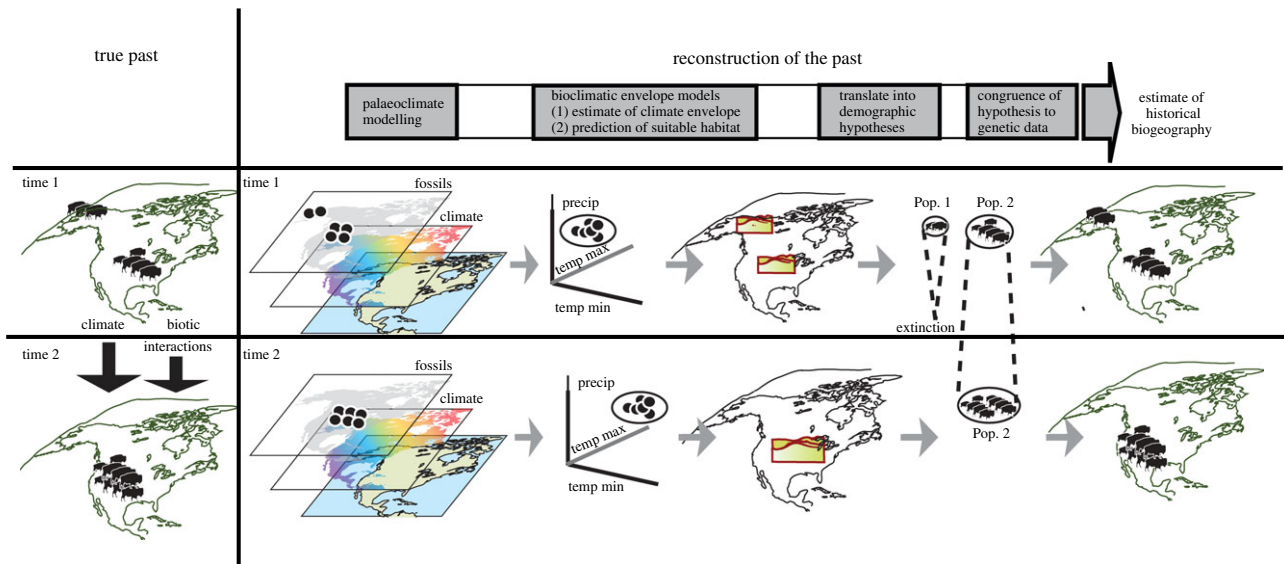 true past
reconstruction of the past
palaeoclimate
modelling
bioclimatic envelope models
(1) estimate of climate envelope
(2) prediction of suitable habitat
translate into
demographic
hypotheses
congruence of
hypothesis to
genetic data
estimate of
historical
biogeography
time 1
climate
biotic
interactions
time 1
fossils
climate
precip
temp max
temp min
Pop. 1
Pop. 2
extinction
time 2
time 2
fossils
climate
precip
temp max
temp min
Pop. 2